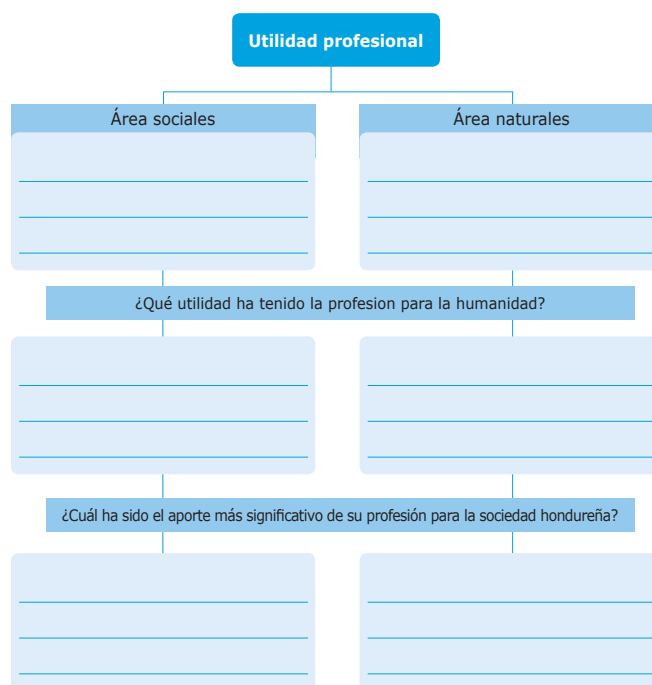 Utilidad profesional
Área sociales
Área naturales
¿Qué utilidad ha tenido la profesion para la humanidad?
¿Cuál ha sido el aporte más significativo de su profesión para la sociedad hondureña?